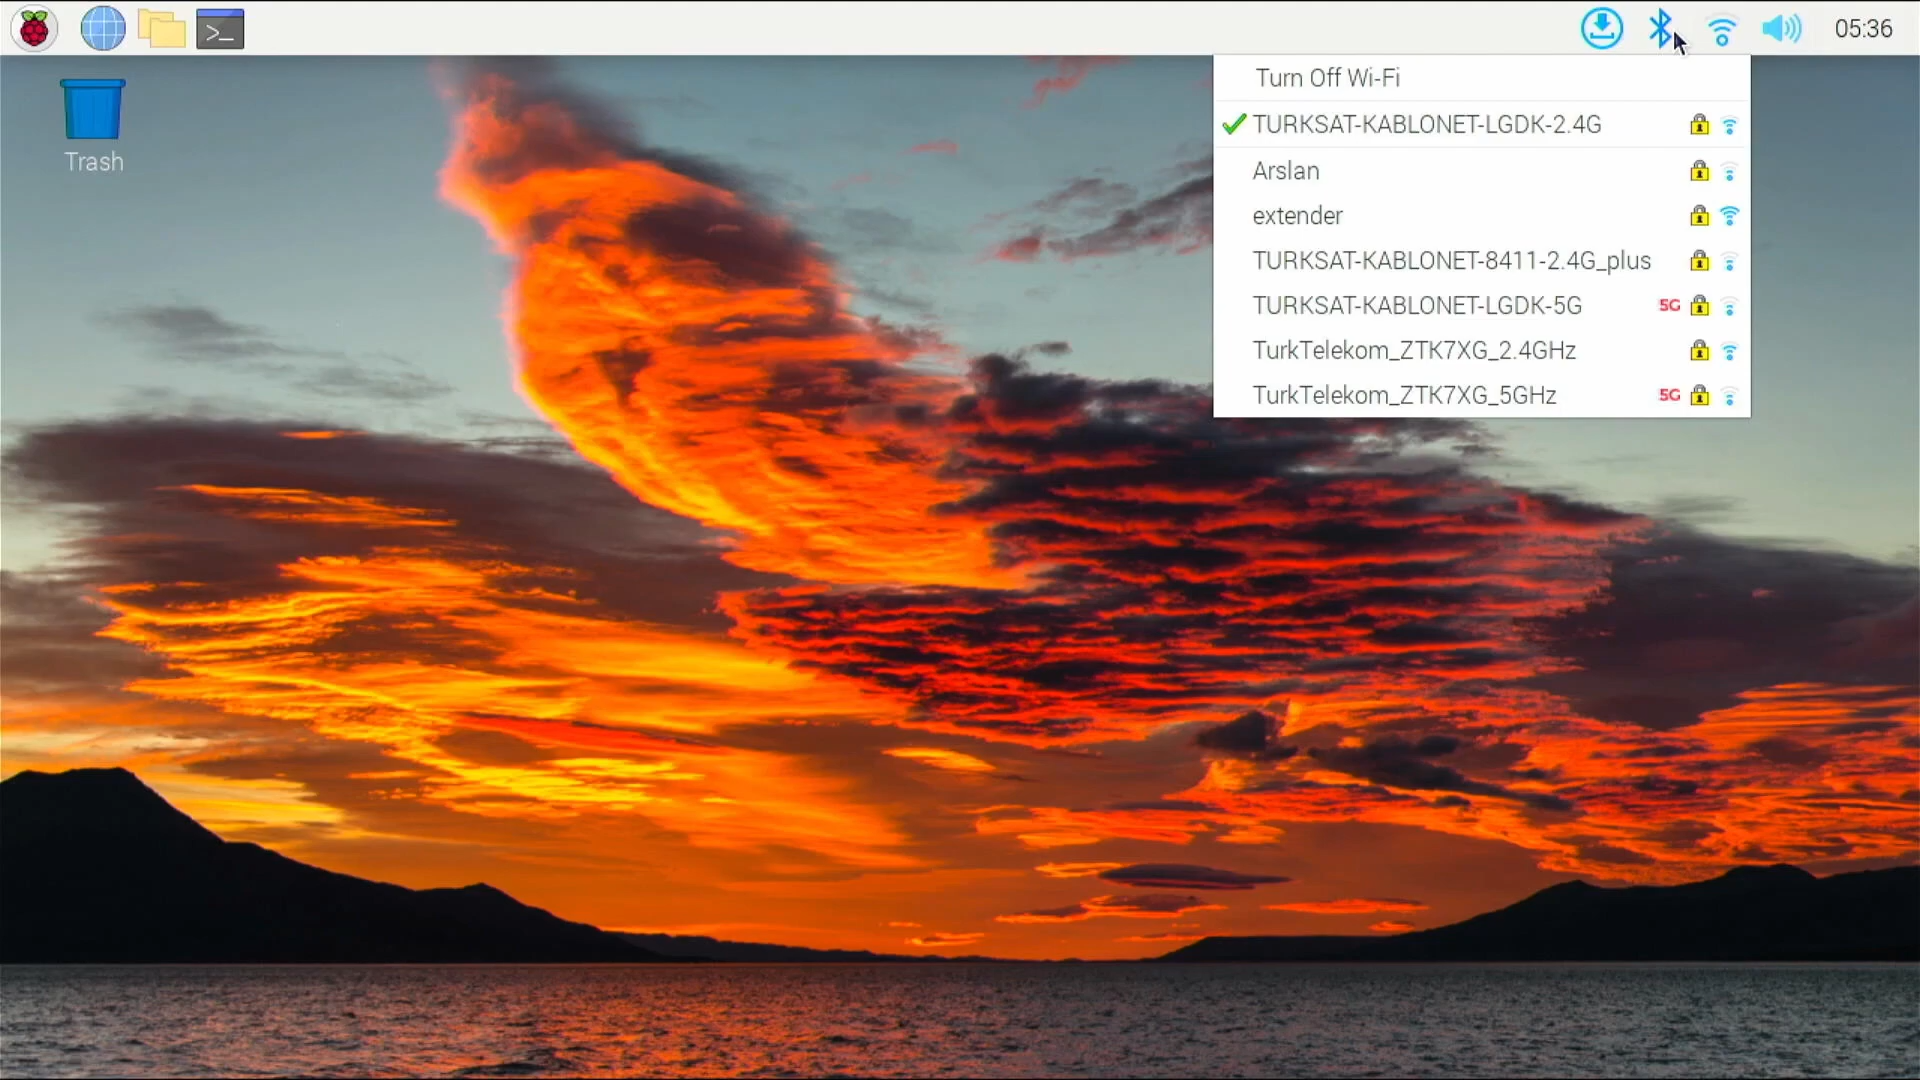 05:36
Turn Off Wi-Fi
TURKSAT-KABLONET-LGDK-2.4G
Trash
Arslan
extender
TURKSAT-KABLONET-8411-2.4G_plus
TURKSAT-KABLONET-LGDK-5G 5G
TurkTelekom_ZTK7XG_2.4GHz
TurkTelekom_ZTK7XG_5GHz 5G